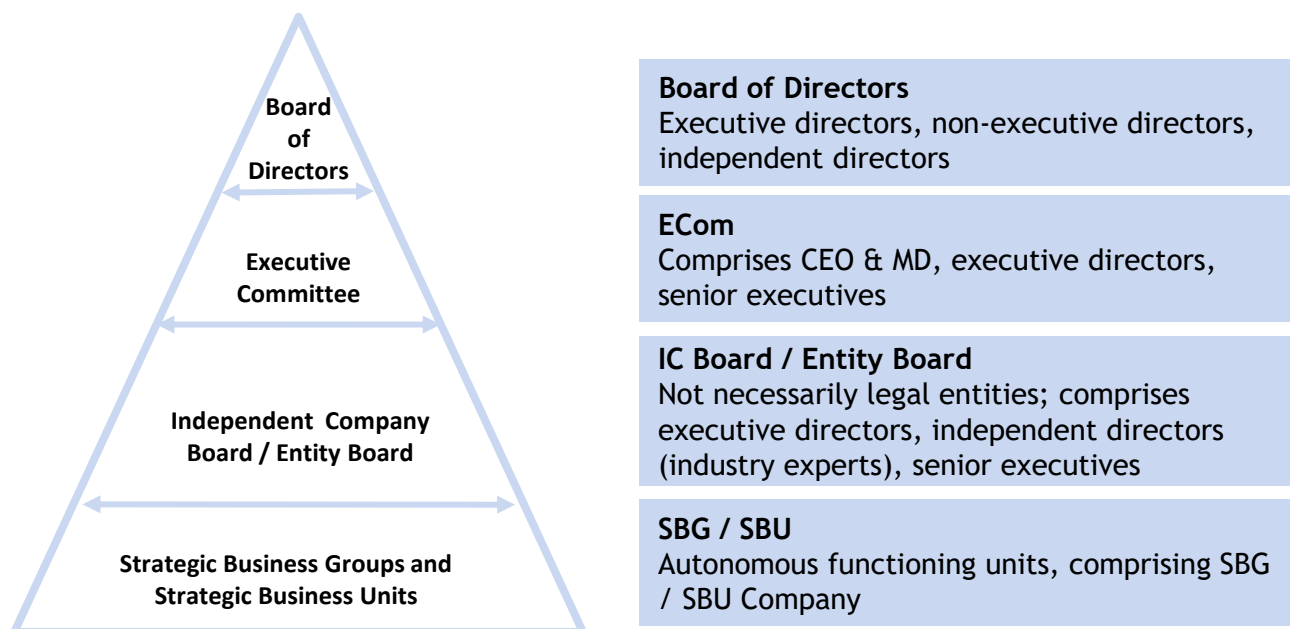 Board
of
Directors
Executive
Committee
Independent Company
Board / Entity Board
Strategic Business Groups and
Strategic Business Units
Board of Directors
Executive directors, non-executive directors,
independent directors
ECom
Comprises CEO & MD, executive directors,
senior executives
IC Board / Entity Board
Not necessarily legal entities; comprises
executive directors, independent directors
(industry experts), senior executives
SBG / SBU
Autonomous functioning units, comprising SBG
/ SBU Company